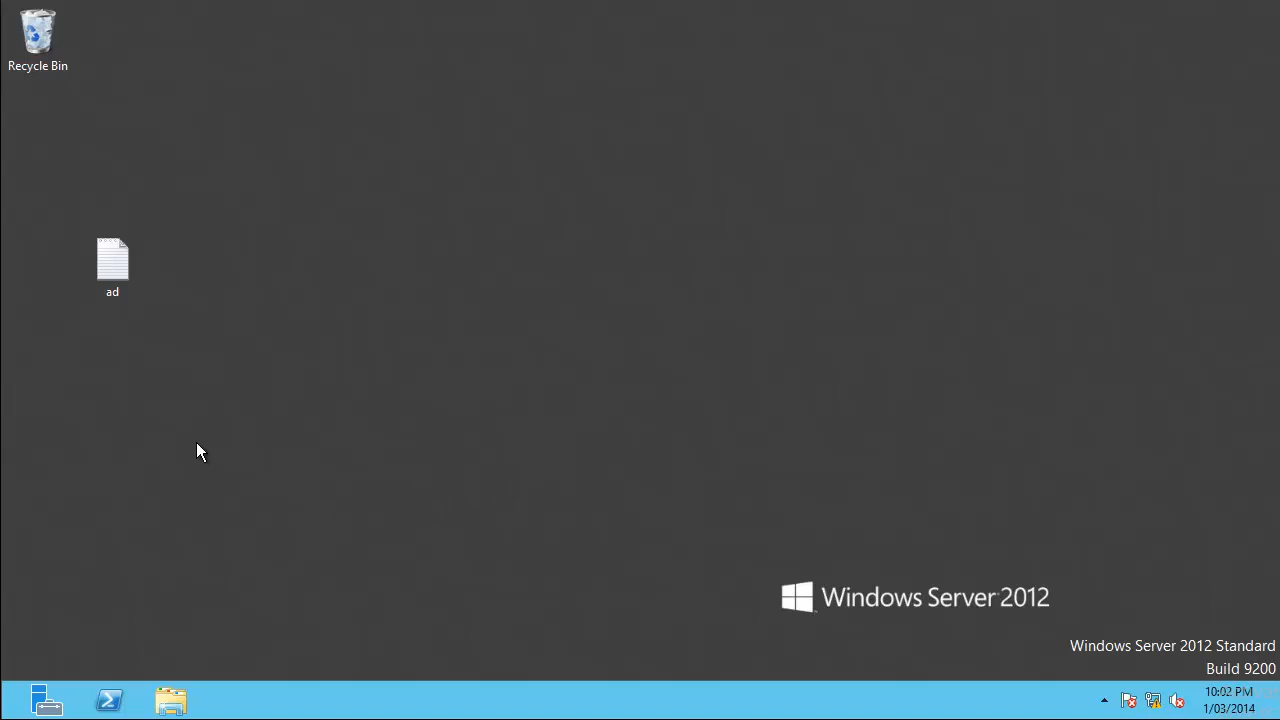 Recycle Bin
ad
Windows Server 2012
Windows Server 2012 Standard
Build 9200
10:02 PM
1/03/2014